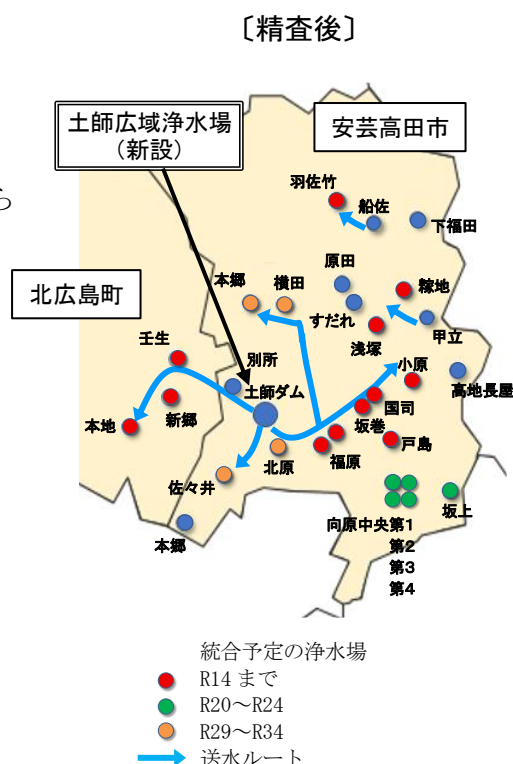 〔精査後〕
土師広域浄水場
(新設)
安芸高田市
ら
羽佐竹
船佐
下福田
北広島町
原田
本郷
横田
糘地
すだれ
甲立
浅塚
壬生
別所
小原
土師ダム
高地長屋
国司
新郷
坂巻
本地
戸島
北原
福原
佐々井
坂上
本郷
向原中央第1
第2
第3
第4
統合予定の浄水場
R14 まで
R20～R24
R29～R34
送水ルート